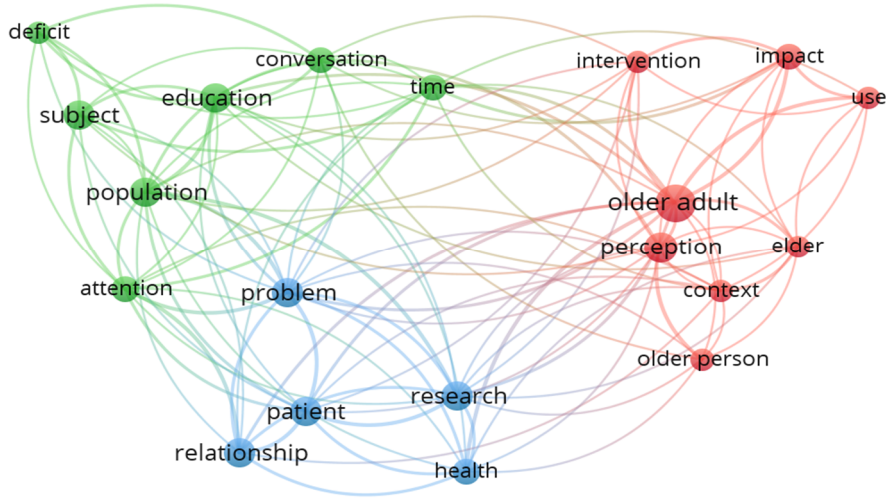 deficit
conversation
intervention
impact
education
time
use
subject
population
older adult
perception
elder
attention
problem
context
older person
research
patient
relationship
health